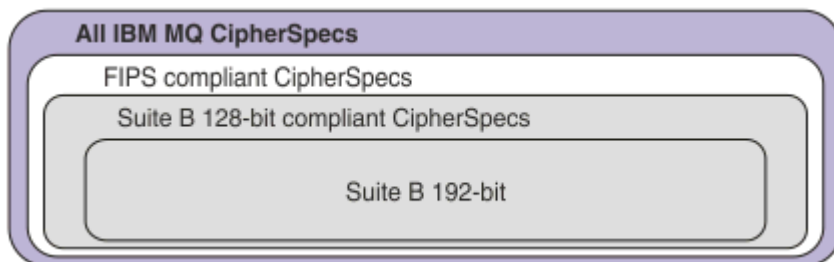 All IBM MQ CipherSpecs
FIPS compliant CipherSpecs
Suite B 128-bit compliant CipherSpecs
Suite B 192-bit